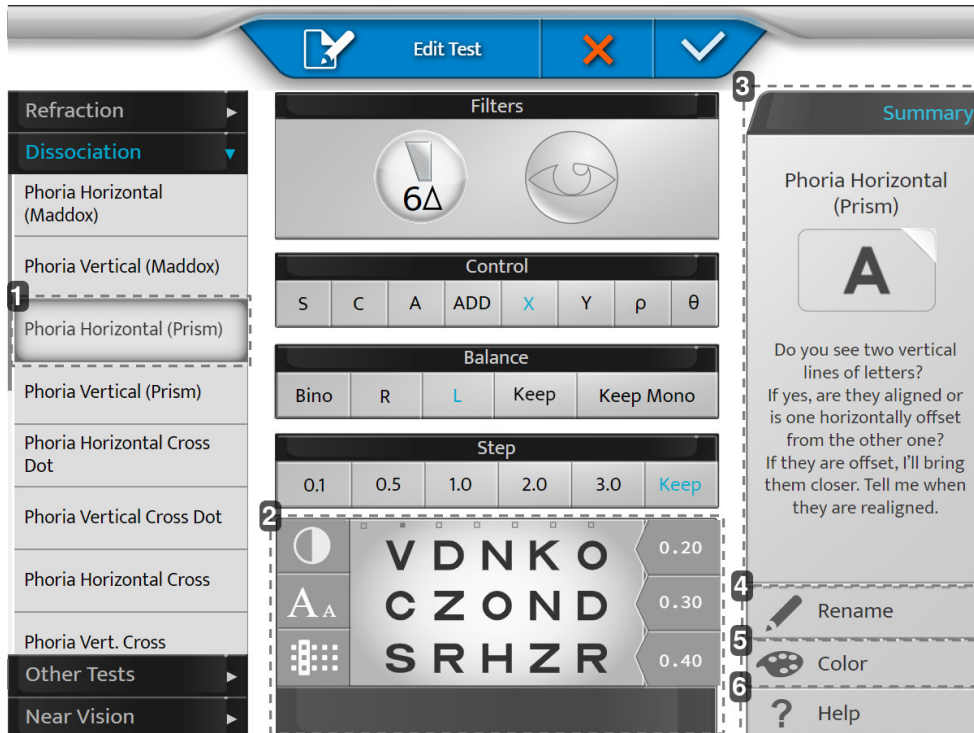 Edit Test
3
Refraction
Dissociation
Phoria Horizontal
(Maddox)
Phoria Vertical (Maddox)
1
Phoria Horizontal (Prism)
Phoria Vertical (Prism)
Phoria Horizontal Cross
Dot
Phoria Vertical Cross Dot
Phoria Horizontal Cross
Phoria Vert. Cross
Other Tests
Near Vision
Filters
6Δ
Control
S C A ADD X Y ρ θ
Balance
Bino R L Keep Keep Mono
Step
0.1 0.5 1.0 2.0 3.0 Keep
2
A A
V D N K O 0.20
C Z O N D 0.30
S R H Z R 0.40
Summary
Phoria Horizontal
(Prism)
A
Do you see two vertical
lines of letters?
If yes, are they aligned or
is one horizontally offset
from the other one?
If they are offset, I'll bring
them closer. Tell me when
they are realigned.
4
Rename
5
Color
6
? Help